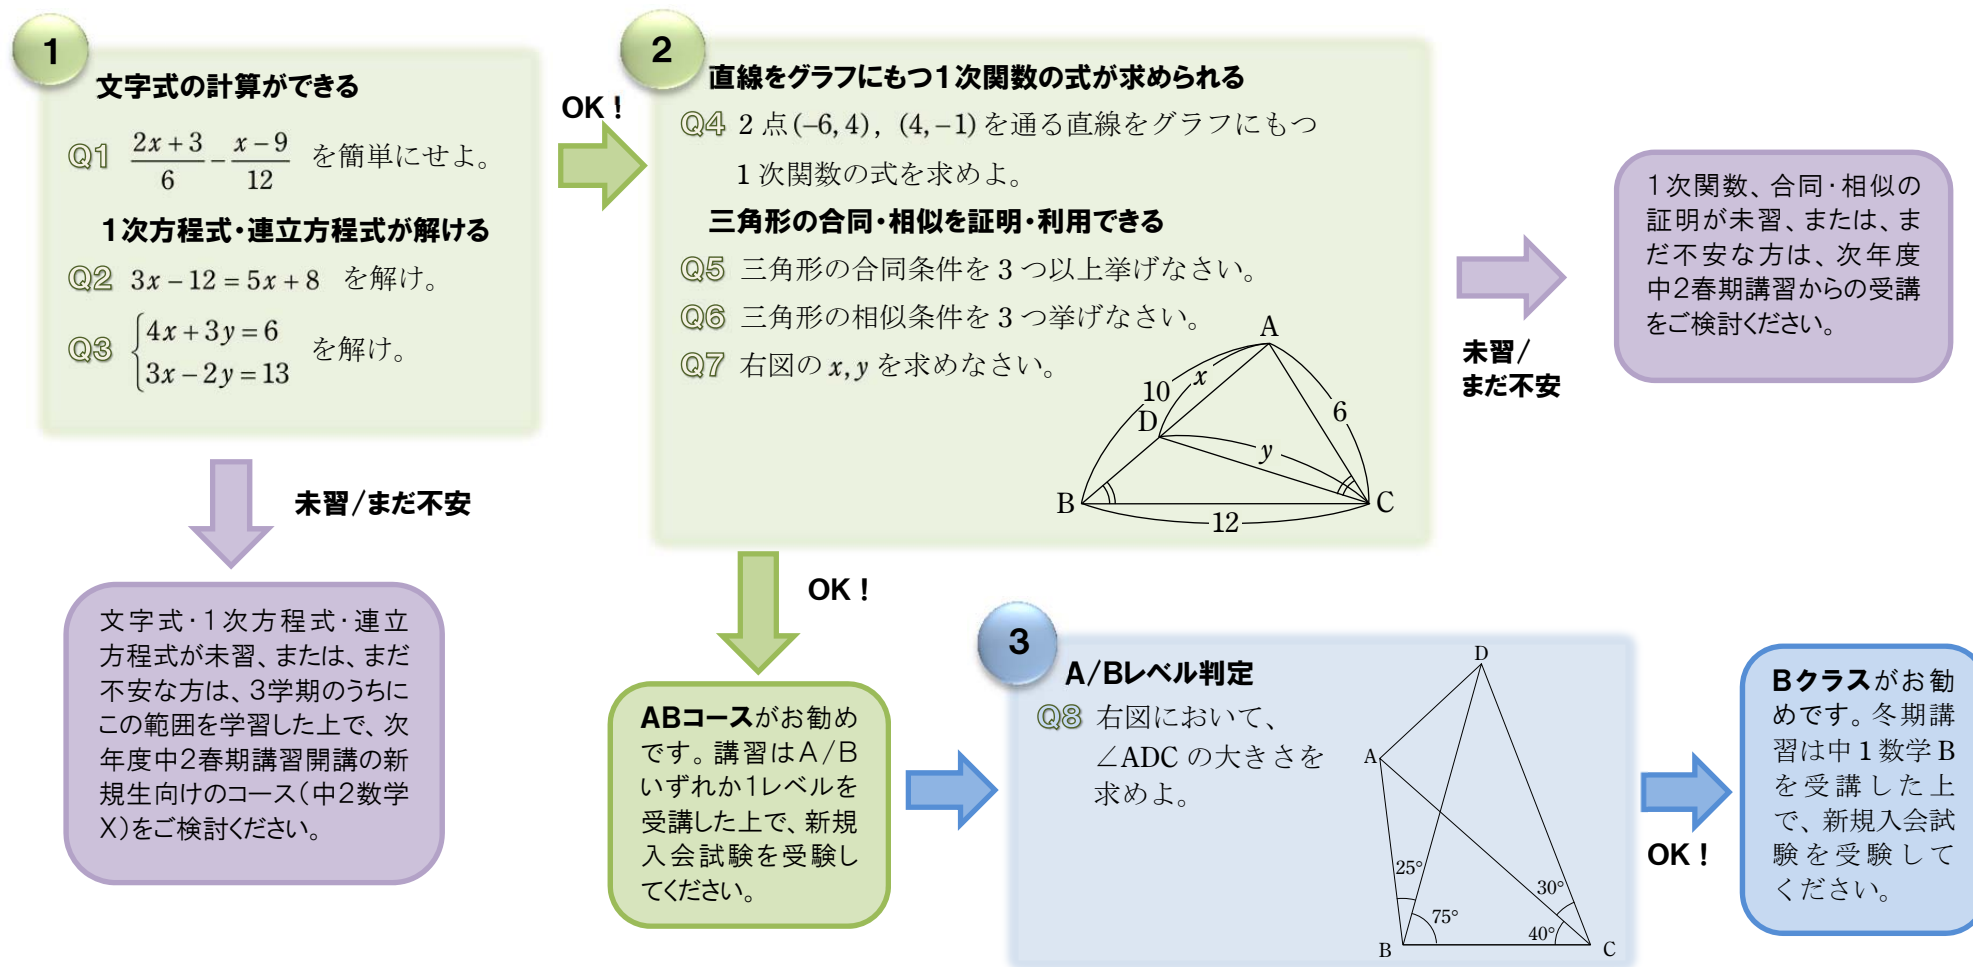 1
文字式の計算ができる
Q1 (2x+3)/6 − (x−9)/12 を簡単にせよ。
1次方程式・連立方程式が解ける
Q2 3x−12=5x+8 を解け。
Q3 {4x+3y=6
3x−2y=13 を解け。
OK！
未習/まだ不安
文字式・1次方程式・連立
方程式が未習、または、まだ
不安な方は、3学期のうちに
この範囲を学習した上で、次
年度中2春期講習開講の新
規生向けのコース（中2数学
X）をご検討ください。
2
直線をグラフにもつ1次関数の式が求められる
Q4 2点(−6, 4), (4, −1)を通る直線をグラフにもつ
1次関数の式を求めよ。
三角形の合同・相似を証明・利用できる
Q5 三角形の合同条件を3つ以上挙げなさい。
Q6 三角形の相似条件を3つ挙げなさい。
Q7 右図のx, yを求めなさい。
A
10
x
6
D
y
B
C
12
未習/
まだ不安
1次関数、合同・相似の
証明が未習、または、ま
だ不安な方は、次年度
中2春期講習からの受講
をご検討ください。
OK！
ABコースがお勧め
です。講習はA/B
いずれか1レベルを
受講した上で、新規
入会試験を受験し
てください。
3
A/Bレベル判定
Q8 右図において、
∠ADC の大きさを
求めよ。
D
A
25°
75°
30°
40°
B
C
OK！
Bクラスがお勧
めです。冬期講
習は中1数学B
を受講した上
で、新規入会試
験を受験して
ください。